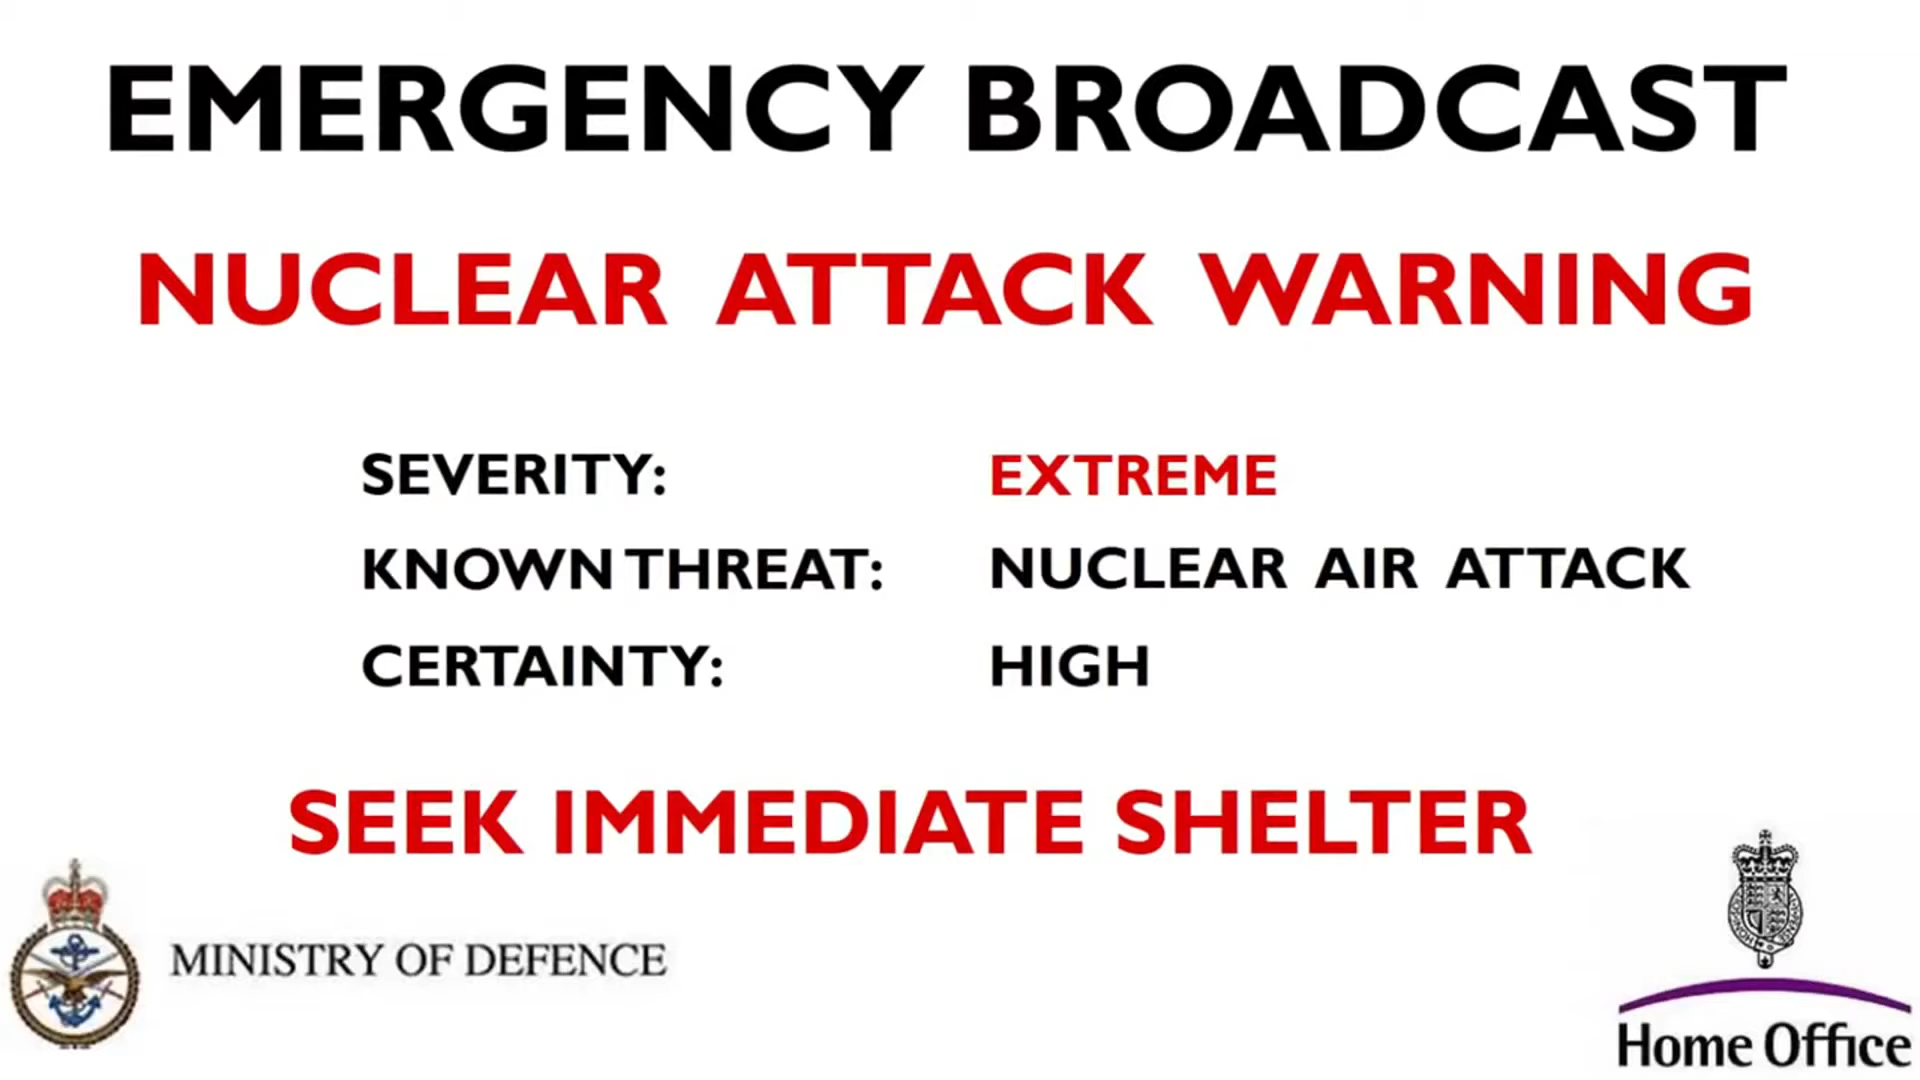 EMERGENCY BROADCAST
NUCLEAR ATTACK WARNING
SEVERITY: EXTREME
KNOWN THREAT: NUCLEAR AIR ATTACK
CERTAINTY: HIGH
SEEK IMMEDIATE SHELTER
MINISTRY OF DEFENCE
Home Office